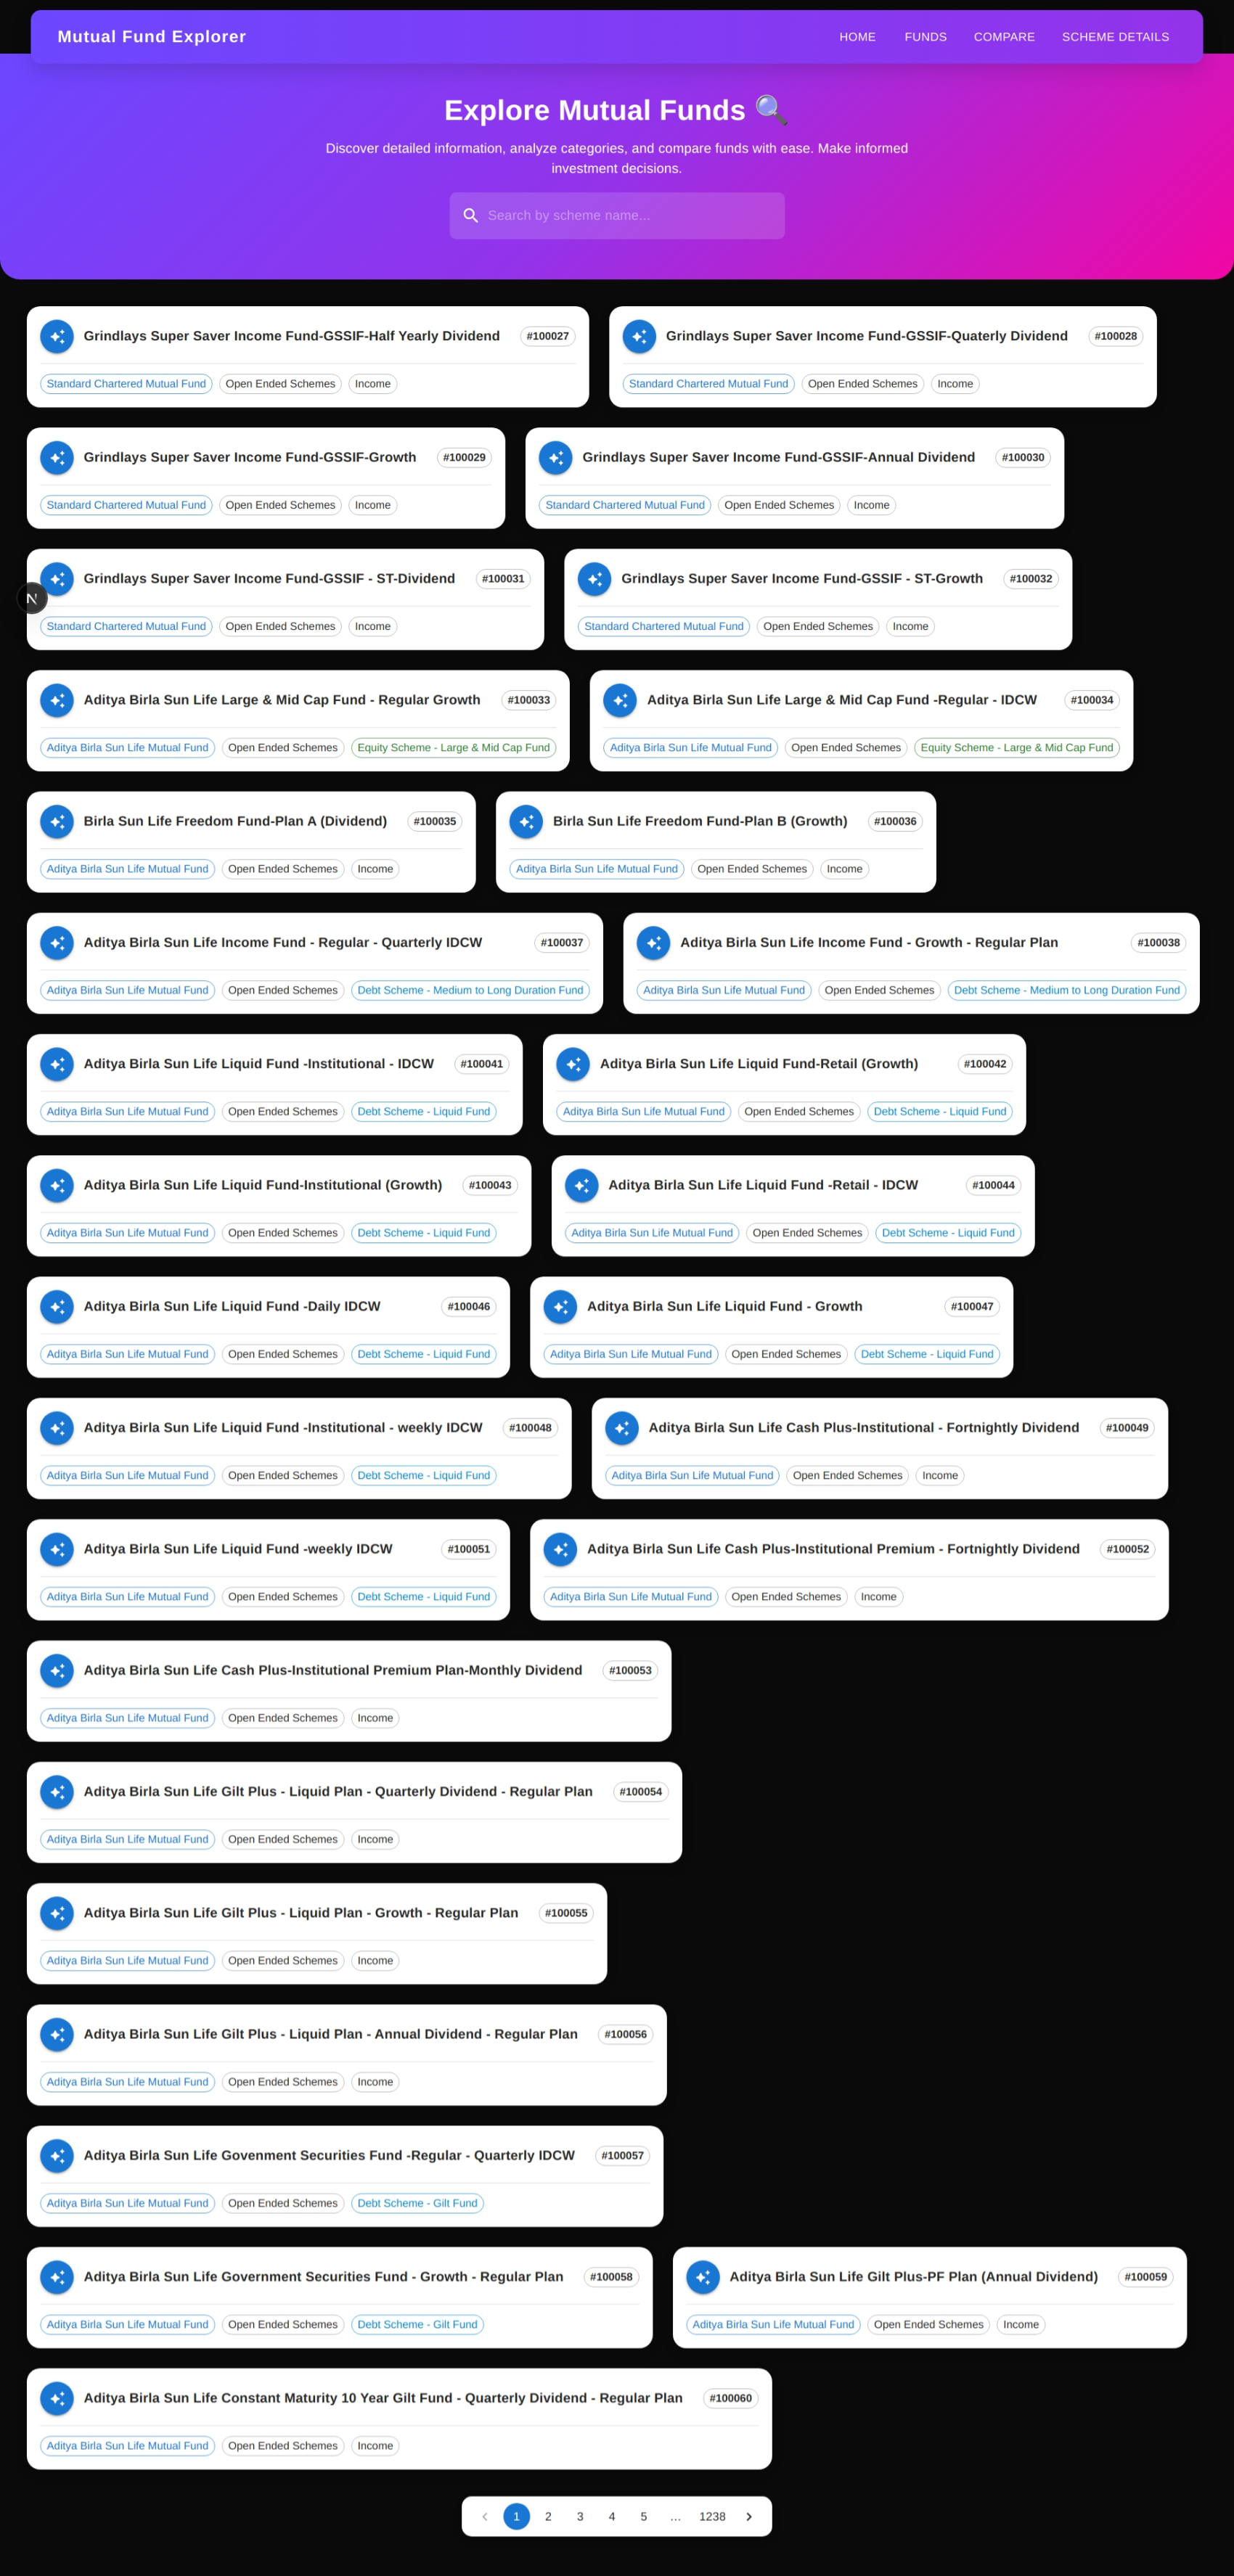 Mutual Fund Explorer
HOME FUNDS COMPARE SCHEME DETAILS
Explore Mutual Funds 🔍
Discover detailed information, analyze categories, and compare funds with ease. Make informed
investment decisions.
Search by scheme name...
Grindlays Super Saver Income Fund-GSSIF-Half Yearly Dividend #100027
Standard Chartered Mutual Fund Open Ended Schemes Income
Grindlays Super Saver Income Fund-GSSIF-Quaterly Dividend #100028
Standard Chartered Mutual Fund Open Ended Schemes Income
Grindlays Super Saver Income Fund-GSSIF-Growth #100029
Standard Chartered Mutual Fund Open Ended Schemes Income
Grindlays Super Saver Income Fund-GSSIF-Annual Dividend #100030
Standard Chartered Mutual Fund Open Ended Schemes Income
Grindlays Super Saver Income Fund-GSSIF - ST-Dividend #100031
N
Standard Chartered Mutual Fund Open Ended Schemes Income
Grindlays Super Saver Income Fund-GSSIF - ST-Growth #100032
Standard Chartered Mutual Fund Open Ended Schemes Income
Aditya Birla Sun Life Large & Mid Cap Fund - Regular Growth #100033
Aditya Birla Sun Life Mutual Fund Open Ended Schemes Equity Scheme - Large & Mid Cap Fund
Aditya Birla Sun Life Large & Mid Cap Fund -Regular - IDCW #100034
Aditya Birla Sun Life Mutual Fund Open Ended Schemes Equity Scheme - Large & Mid Cap Fund
Birla Sun Life Freedom Fund-Plan A (Dividend) #100035
Aditya Birla Sun Life Mutual Fund Open Ended Schemes Income
Birla Sun Life Freedom Fund-Plan B (Growth) #100036
Aditya Birla Sun Life Mutual Fund Open Ended Schemes Income
Aditya Birla Sun Life Income Fund - Regular - Quarterly IDCW #100037
Aditya Birla Sun Life Mutual Fund Open Ended Schemes Debt Scheme - Medium to Long Duration Fund
Aditya Birla Sun Life Income Fund - Growth - Regular Plan #100038
Aditya Birla Sun Life Mutual Fund Open Ended Schemes Debt Scheme - Medium to Long Duration Fund
Aditya Birla Sun Life Liquid Fund -Institutional - IDCW #100041
Aditya Birla Sun Life Mutual Fund Open Ended Schemes Debt Scheme - Liquid Fund
Aditya Birla Sun Life Liquid Fund-Retail (Growth) #100042
Aditya Birla Sun Life Mutual Fund Open Ended Schemes Debt Scheme - Liquid Fund
Aditya Birla Sun Life Liquid Fund-Institutional (Growth) #100043
Aditya Birla Sun Life Mutual Fund Open Ended Schemes Debt Scheme - Liquid Fund
Aditya Birla Sun Life Liquid Fund -Retail - IDCW #100044
Aditya Birla Sun Life Mutual Fund Open Ended Schemes Debt Scheme - Liquid Fund
Aditya Birla Sun Life Liquid Fund -Daily IDCW #100046
Aditya Birla Sun Life Mutual Fund Open Ended Schemes Debt Scheme - Liquid Fund
Aditya Birla Sun Life Liquid Fund - Growth #100047
Aditya Birla Sun Life Mutual Fund Open Ended Schemes Debt Scheme - Liquid Fund
Aditya Birla Sun Life Liquid Fund -Institutional - weekly IDCW #100048
Aditya Birla Sun Life Mutual Fund Open Ended Schemes Debt Scheme - Liquid Fund
Aditya Birla Sun Life Cash Plus-Institutional - Fortnightly Dividend #100049
Aditya Birla Sun Life Mutual Fund Open Ended Schemes Income
Aditya Birla Sun Life Liquid Fund -weekly IDCW #100051
Aditya Birla Sun Life Mutual Fund Open Ended Schemes Debt Scheme - Liquid Fund
Aditya Birla Sun Life Cash Plus-Institutional Premium - Fortnightly Dividend #100052
Aditya Birla Sun Life Mutual Fund Open Ended Schemes Income
Aditya Birla Sun Life Cash Plus-Institutional Premium Plan-Monthly Dividend #100053
Aditya Birla Sun Life Mutual Fund Open Ended Schemes Income
Aditya Birla Sun Life Gilt Plus - Liquid Plan - Quarterly Dividend - Regular Plan #100054
Aditya Birla Sun Life Mutual Fund Open Ended Schemes Income
Aditya Birla Sun Life Gilt Plus - Liquid Plan - Growth - Regular Plan #100055
Aditya Birla Sun Life Mutual Fund Open Ended Schemes Income
Aditya Birla Sun Life Gilt Plus - Liquid Plan - Annual Dividend - Regular Plan #100056
Aditya Birla Sun Life Mutual Fund Open Ended Schemes Income
Aditya Birla Sun Life Govenment Securities Fund -Regular - Quarterly IDCW #100057
Aditya Birla Sun Life Mutual Fund Open Ended Schemes Debt Scheme - Gilt Fund
Aditya Birla Sun Life Government Securities Fund - Growth - Regular Plan #100058
Aditya Birla Sun Life Mutual Fund Open Ended Schemes Debt Scheme - Gilt Fund
Aditya Birla Sun Life Gilt Plus-PF Plan (Annual Dividend) #100059
Aditya Birla Sun Life Mutual Fund Open Ended Schemes Income
Aditya Birla Sun Life Constant Maturity 10 Year Gilt Fund - Quarterly Dividend - Regular Plan #100060
Aditya Birla Sun Life Mutual Fund Open Ended Schemes Income
1 2 3 4 5 ... 1238